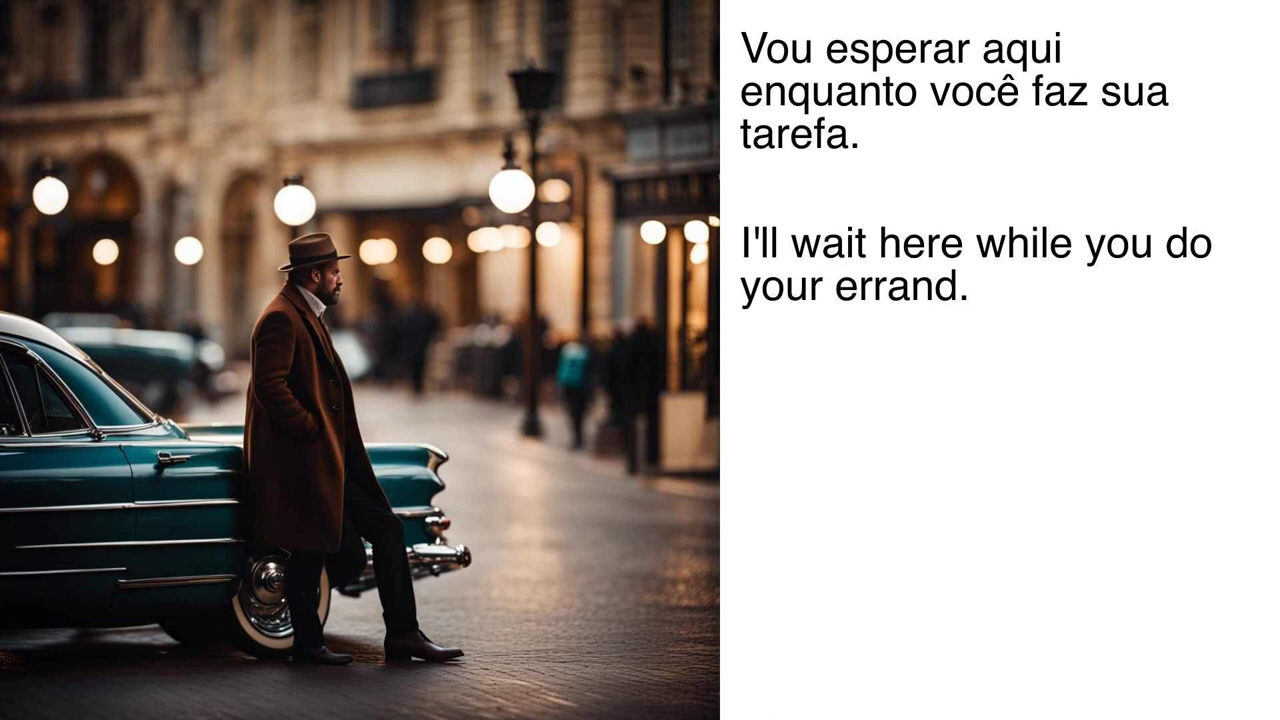 Vou esperar aqui
enquanto você faz sua
tarefa.
I'll wait here while you do
your errand.